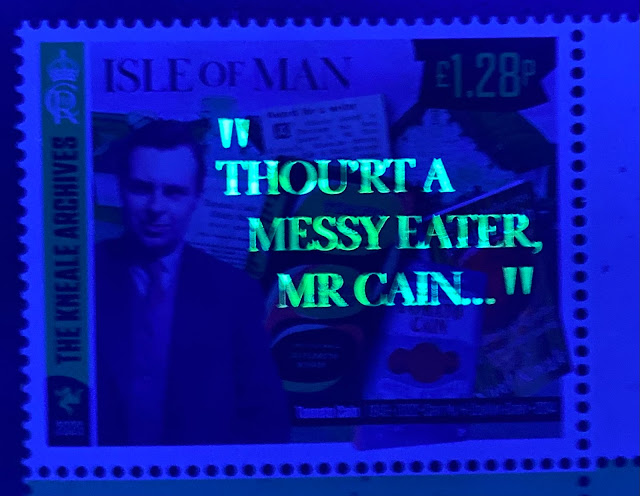 ISLE OF MAN
£1.28P
THE KNEALE ARCHIVES
"
THOU'RT A
MESSY EATER,
MR CAIN..."